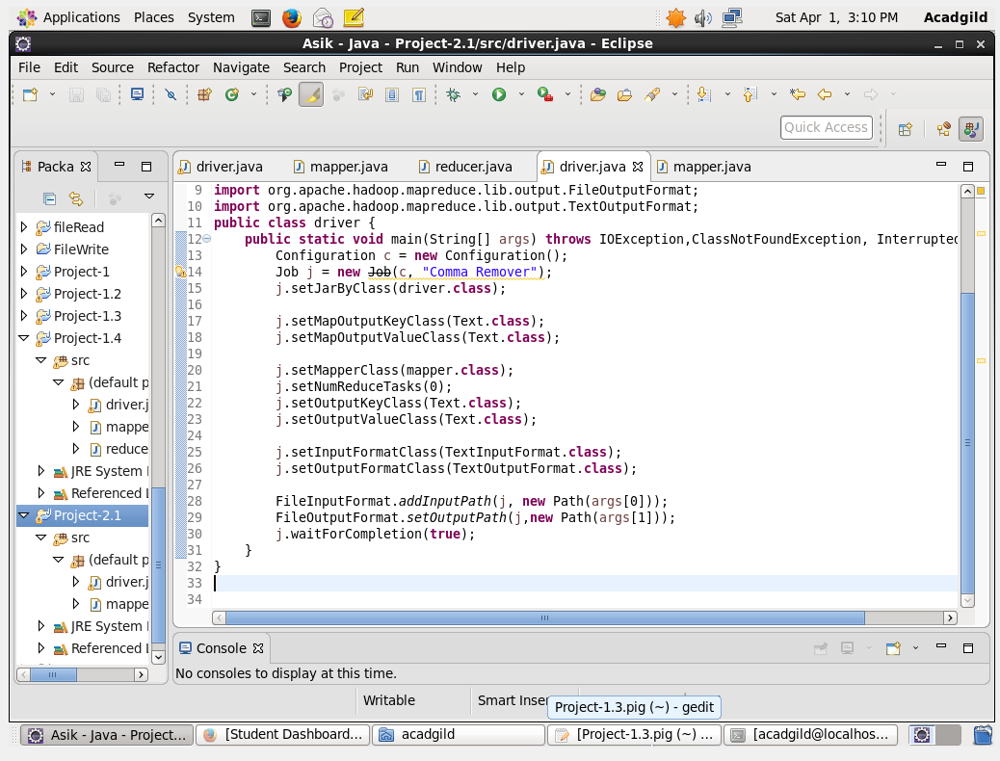 Applications Places System Sat Apr 1, 3:10 PM Acadgild
Asik - Java - Project-2.1/src/driver.java - Eclipse
File Edit Source Refactor Navigate Search Project Run Window Help
Quick Access
Packa
driver.java mapper.java reducer.java driver.java mapper.java
fileRead
FileWrite
Project-1
Project-1.2
Project-1.3
Project-1.4
src
(default p
driver.j
mappe
reduce
JRE System
Referenced
Project-2.1
src
(default p
driver.j
mappe
JRE System
Referenced
9 import org.apache.hadoop.mapreduce.lib.output.FileOutputFormat;
10 import org.apache.hadoop.mapreduce.lib.output.TextOutputFormat;
11 public class driver {
12 public static void main(String[] args) throws IOException,ClassNotFoundException, Interrupted
13 Configuration c = new Configuration();
14 Job j = new Job(c, "Comma Remover");
15 j.setJarByClass(driver.class);
16
17 j.setMapOutputKeyClass(Text.class);
18 j.setMapOutputValueClass(Text.class);
19
20 j.setMapperClass(mapper.class);
21 j.setNumReduceTasks(0);
22 j.setOutputKeyClass(Text.class);
23 j.setOutputValueClass(Text.class);
24
25 j.setInputFormatClass(TextInputFormat.class);
26 j.setOutputFormatClass(TextOutputFormat.class);
27
28 FileInputFormat.addInputPath(j, new Path(args[0]));
29 FileOutputFormat.setOutputPath(j,new Path(args[1]));
30 j.waitForCompletion(true);
31 }
32 }
33
34
Console
No consoles to display at this time.
Writable Smart Inser
Project-1.3.pig (~) - gedit
Asik - Java - Project... [Student Dashboard... acadgild [Project-1.3.pig (~) ... [acadgild@localhos...